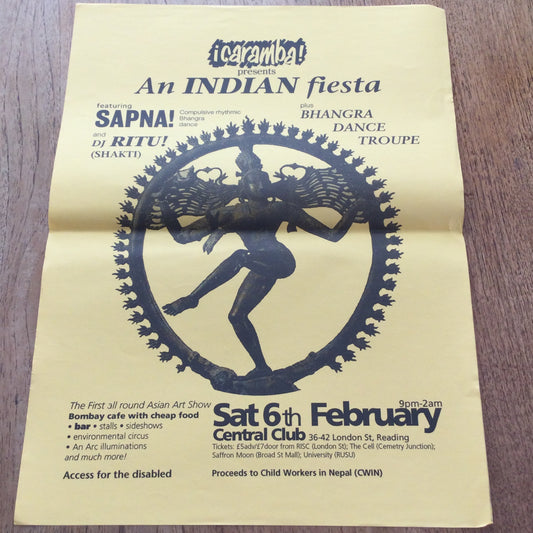 ¡caramba!
presents
An INDIAN fiesta
featuring
SAPNA!
Compulsive rhythmic
Bhangra
dance
and
DJ RITU!
(SHAKTI)
plus
BHANGRA
DANCE
TROUPE
The First all round Asian Art Show
Bombay cafe with cheap food
• bar • stalls • sideshows
• environmental circus
• An Arc illuminations
and much more!
Access for the disabled
9pm-2am
Sat 6th February
Central Club 36-42 London St, Reading
Tickets: £5adv/£7door from RISC (London St); The Cell (Cemetry Junction);
Saffron Moon (Broad St Mall); University (RUSU)
Proceeds to Child Workers in Nepal (CWIN)